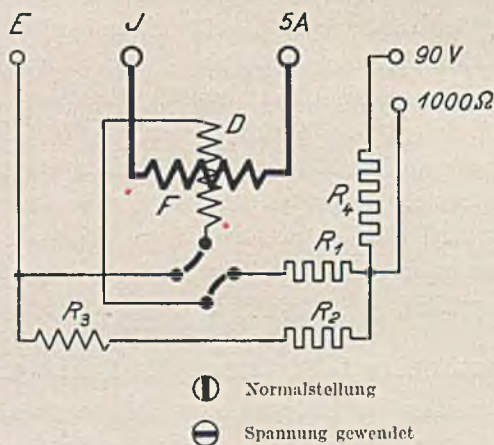 E J 5A
90 V
1000Ω
D
F
R4
R1
R3
R2
Normalstellung
Spannung gewendet